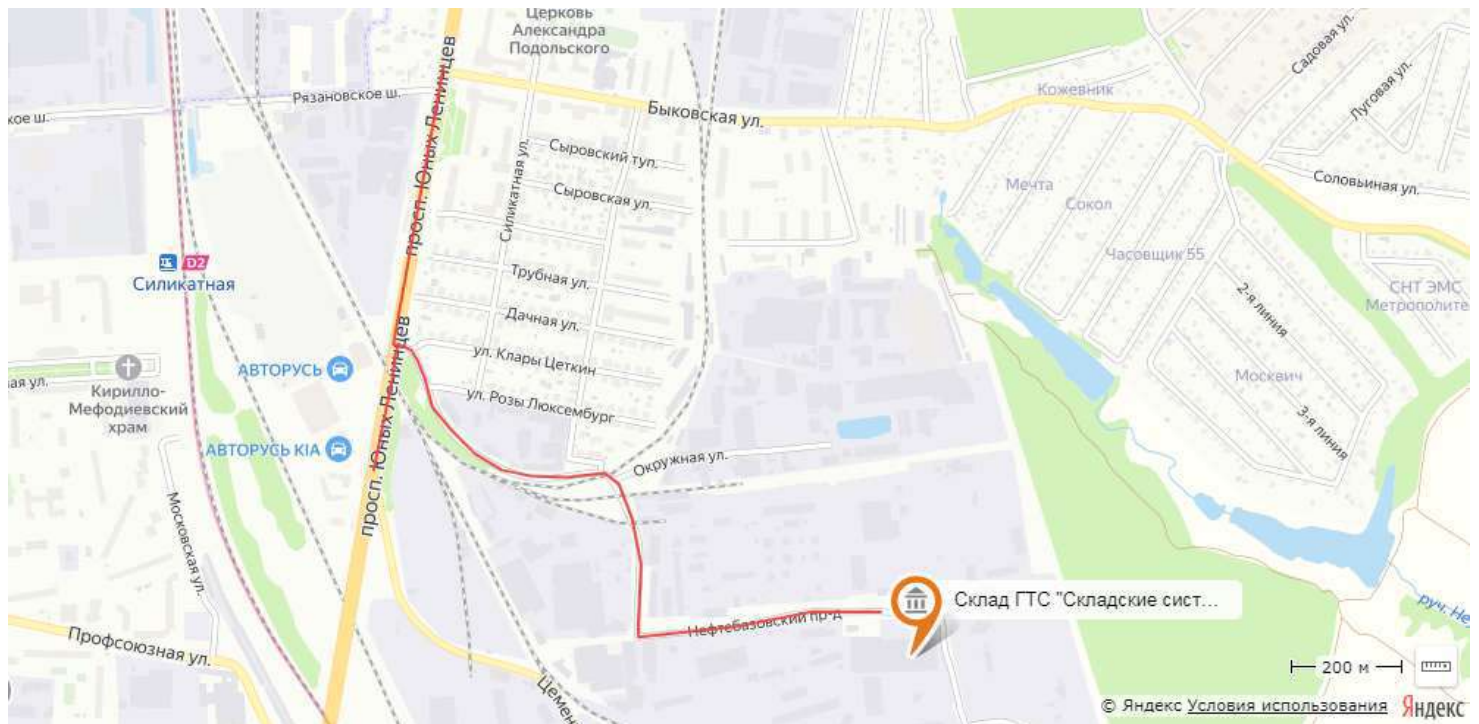 Церковь
Александра
Подольского
просп. Юных Ленинцев
Рязановское ш.
Быковская ул.
Кожевник
Садовая ул.
Луговая ул.
Сыровский туп.
Силикатная ул.
Сыровская ул.
Мечта
Сокол
Соловьиная ул.
Часовщик 55
D2
Силикатная
Трубная ул.
2-я линия
СНТ ЭМС
Метрополите
Дачная ул.
просп. Юных Ленинцев
ул. Клары Цеткин
АВТОРУСЬ
Москвич
Кирилло-
Мефодиевский
храм
ул. Розы Люксембург
3-я линия
АВТОРУСЬ KIA
Окружная ул.
Московская ул.
Склад ГТС "Складские сист...
Нефтебазовский пр-д
руч. Не
Профсоюзная ул.
200 м
Цемен
© Яндекс Условия использования Яндекс